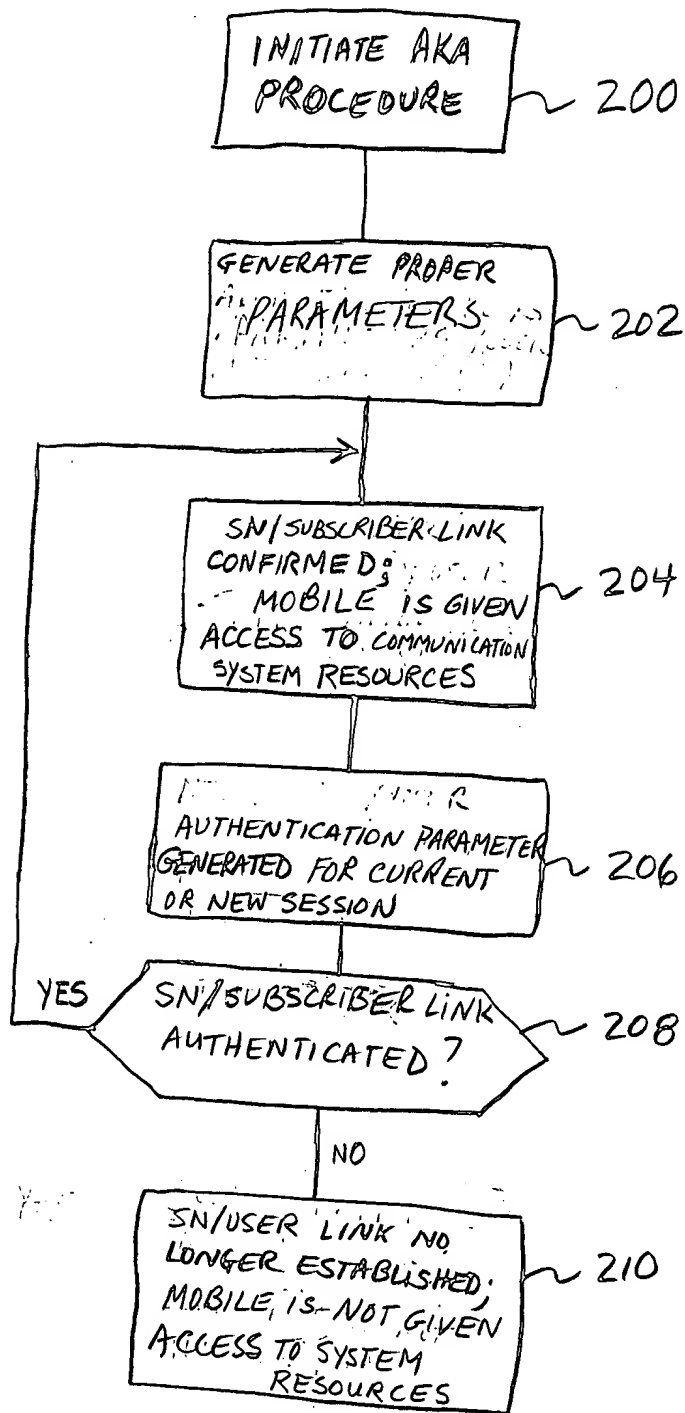 INITIATE AKA
PROCEDURE
200
GENERATE PROPER
PARAMETERS
202
SN/SUBSCRIBER LINK
CONFIRMED;
MOBILE IS GIVEN
ACCESS TO COMMUNICATION
SYSTEM RESOURCES
204
AUTHENTICATION PARAMETER
GENERATED FOR CURRENT
OR NEW SESSION
206
YES
SN/SUBSCRIBER LINK
AUTHENTICATED?
208
NO
SN/USER LINK NO
LONGER ESTABLISHED;
MOBILE, IS NOT GIVEN
ACCESS TO SYSTEM
RESOURCES
210